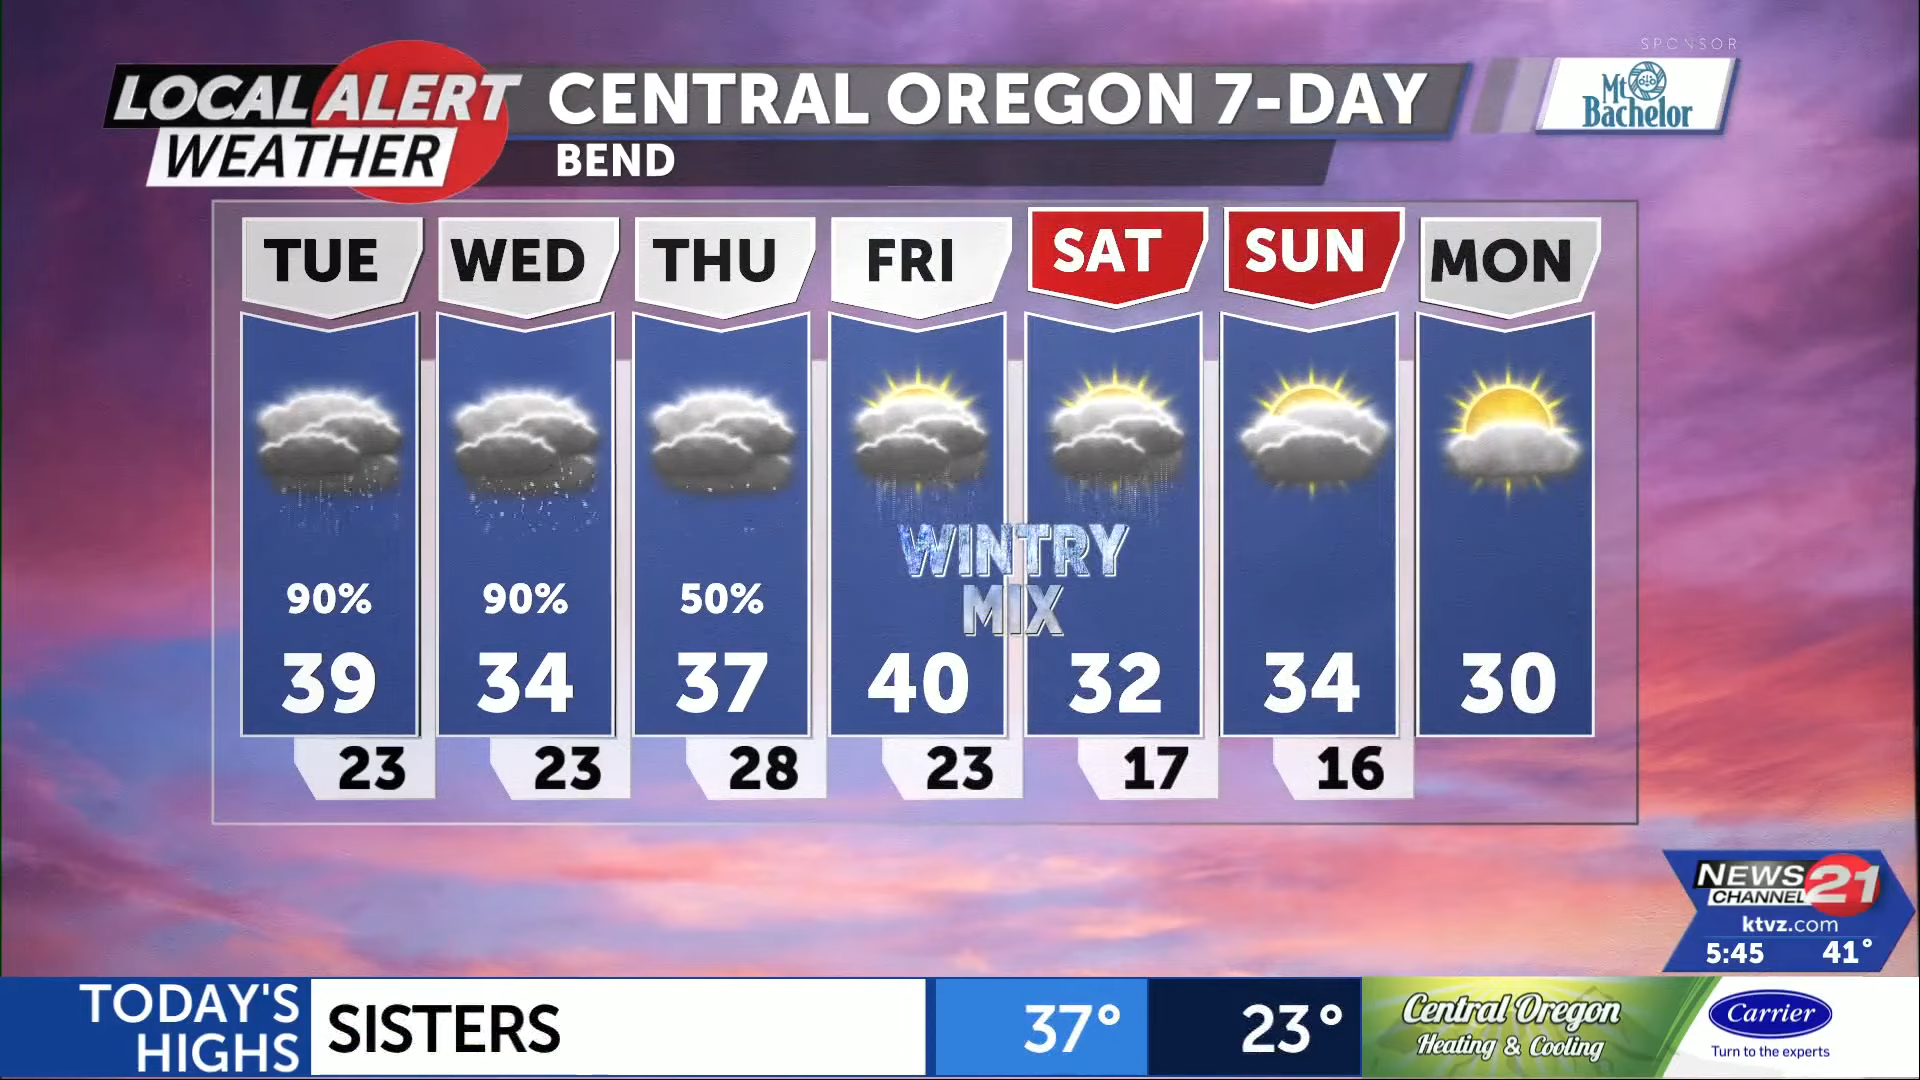 SPONSOR
LOCAL ALERT
WEATHER
CENTRAL OREGON 7-DAY
BEND
Mt
Bachelor
TUE WED THU FRI SAT SUN MON
WINTRY
MIX
90% 90% 50%
39 34 37 40 32 34 30
23 23 28 23 17 16
NEWS
CHANNEL 21
ktvz.com
5:45 41°
TODAY'S
HIGHS
SISTERS 37° 23°
Central Oregon
Heating & Cooling
Carrier
Turn to the experts